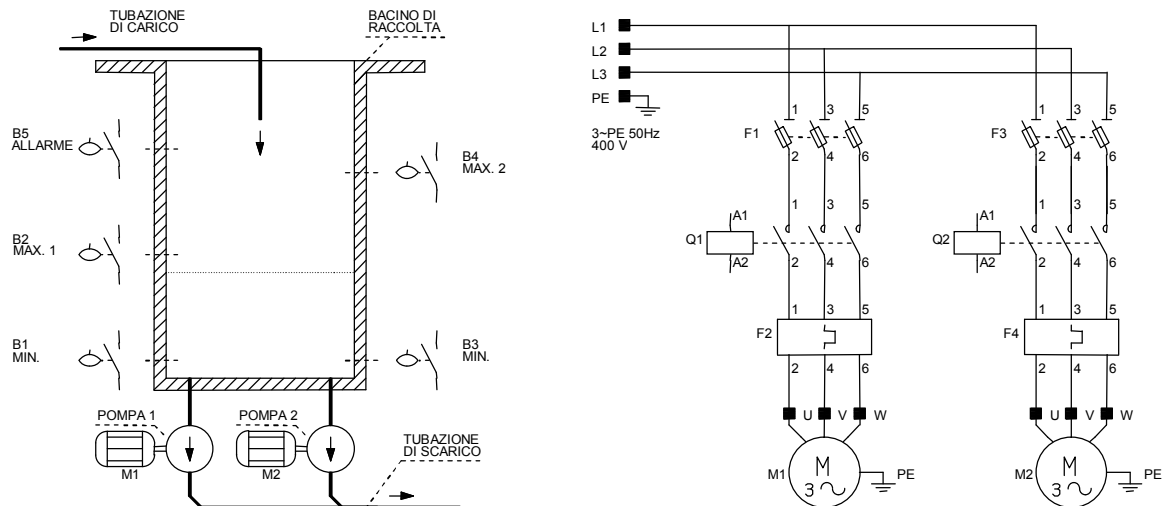 TUBAZIONE
DI CARICO
BACINO DI
RACCOLTA
B5
ALLARME
B4
MAX. 2
B2
MAX. 1
B1
MIN.
B3
MIN.
POMPA 1
POMPA 2
M1
M2
TUBAZIONE
DI SCARICO
L1
L2
L3
PE
3~PE 50Hz
400 V
1 3 5
F1
2 4 6
1 3 5
A1
Q1
A2
2 4 6
1 3 5
F2
2 4 6
U V W
M1
M
3
PE
1 3 5
F3
2 4 6
1 3 5
A1
Q2
A2
2 4 6
1 3 5
F4
2 4 6
U V W
M2
M
3
PE